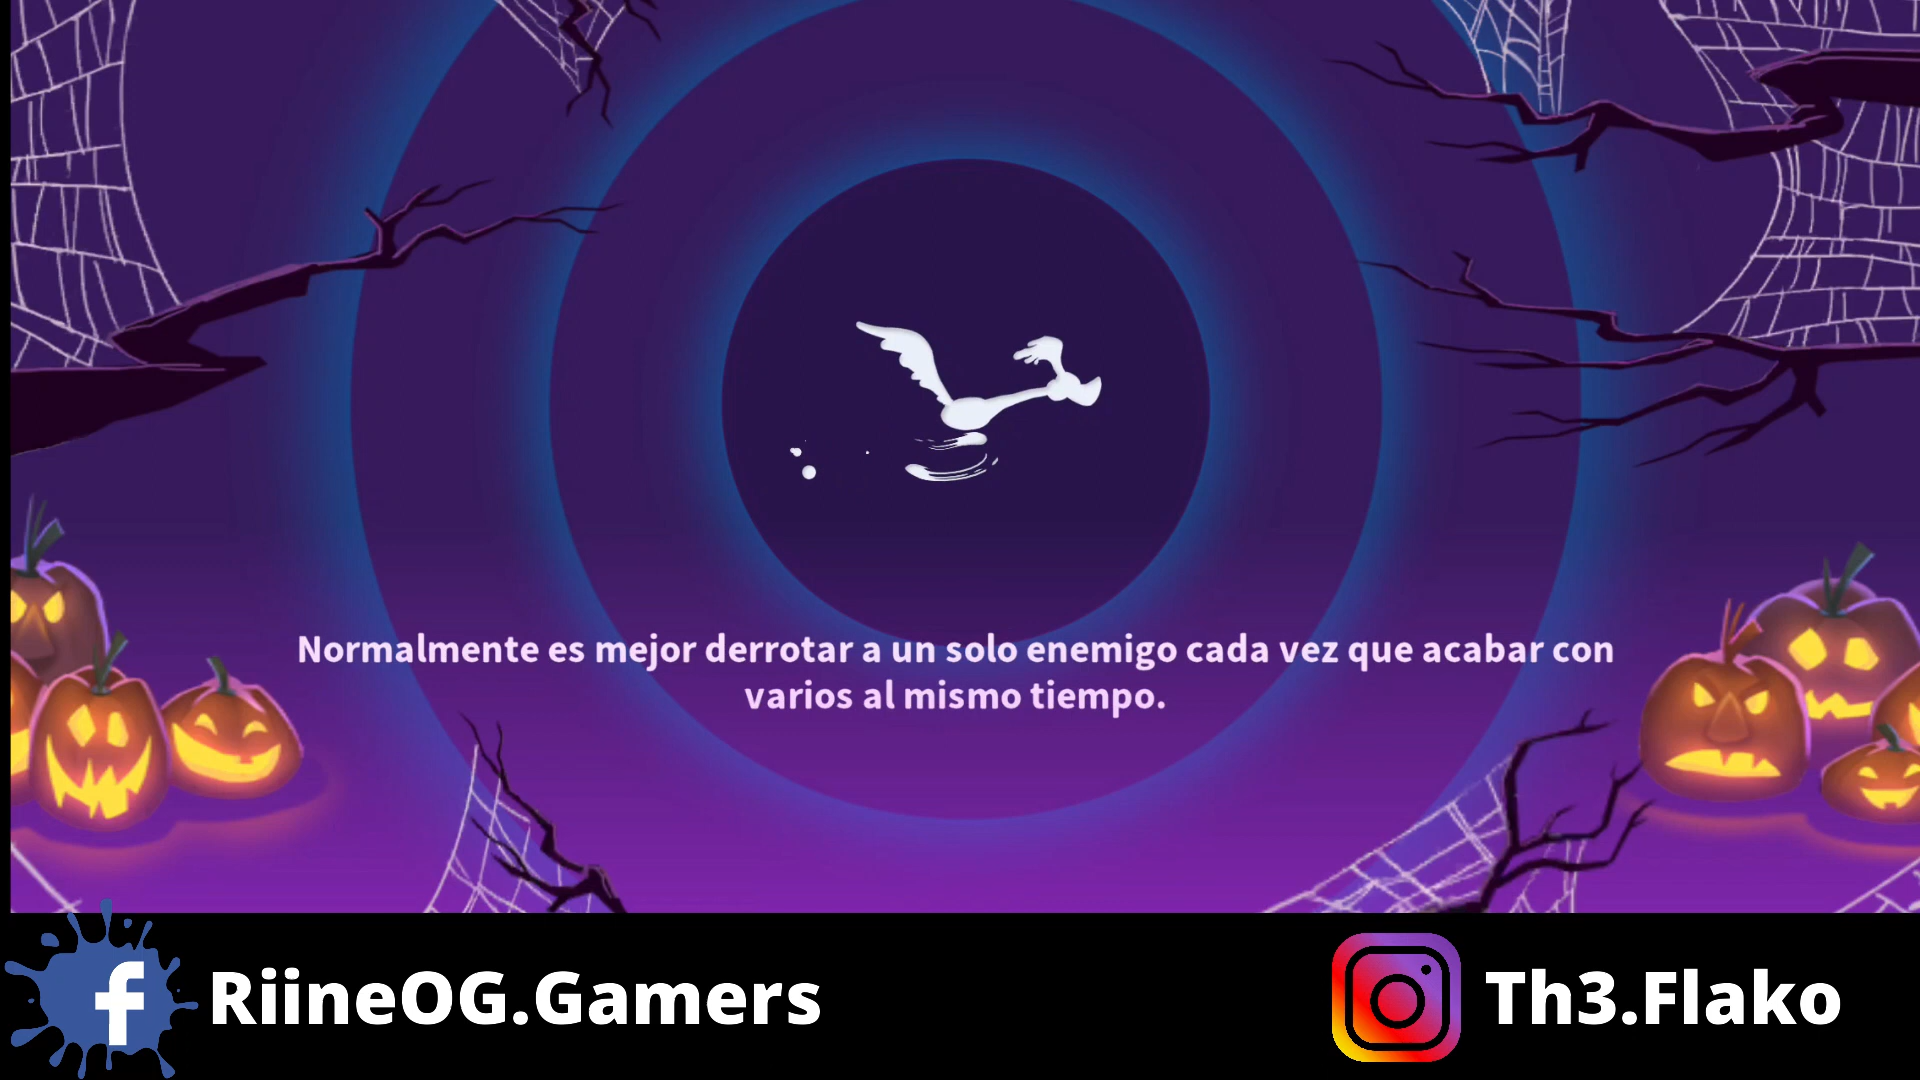 Normalmente es mejor derrotar a un solo enemigo cada vez que acabar con
varios al mismo tiempo.
f RiineOG.Gamers
Th3.Flako